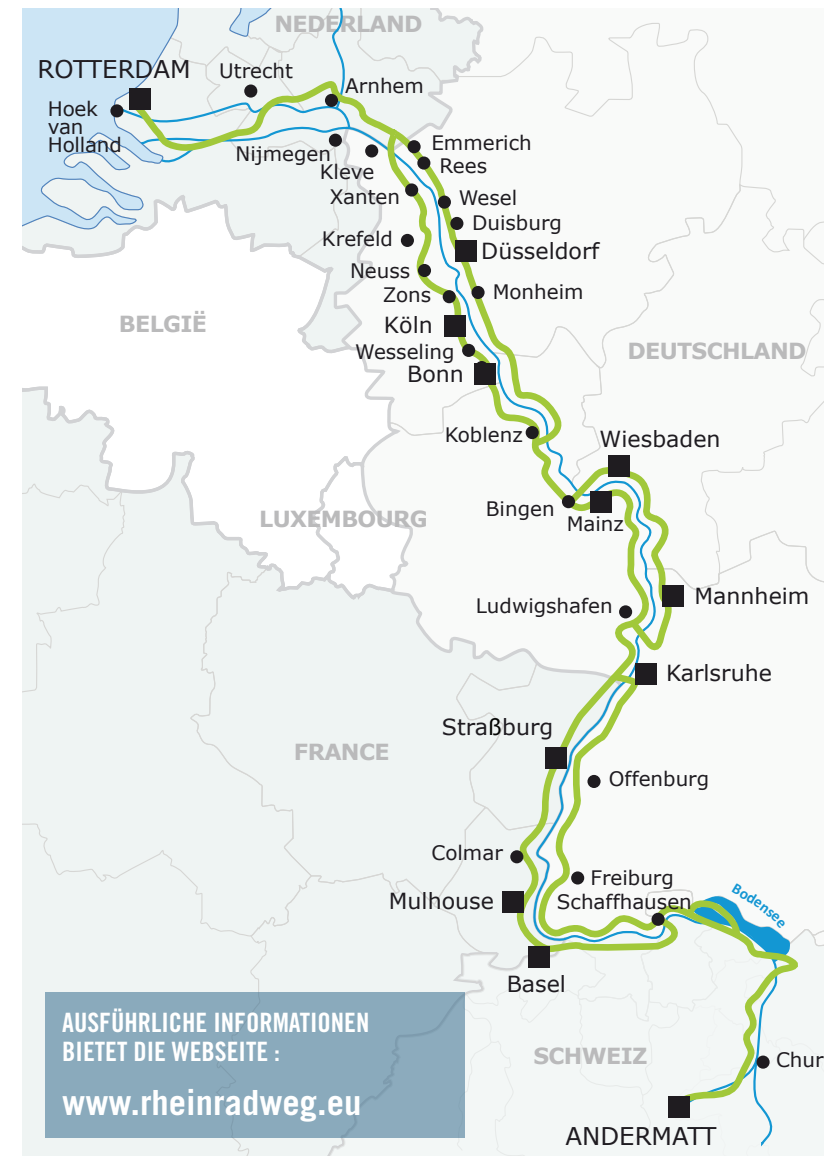 NEDERLAND
ROTTERDAM
Utrecht
Arnhem
Hoek
van
Holland
Nijmegen
Kleve
Emmerich
Rees
Xanten
Wesel
Duisburg
Krefeld
Düsseldorf
Neuss
Zons
Monheim
BELGIË
Köln
Wesseling
Bonn
DEUTSCHLAND
Koblenz
Wiesbaden
Bingen
Mainz
LUXEMBOURG
Ludwigshafen
Mannheim
Karlsruhe
Straßburg
FRANCE
Offenburg
Colmar
Freiburg
Mulhouse
Schaffhausen
Bodensee
Basel
AUSFÜHRLICHE INFORMATIONEN
BIETET DIE WEBSEITE :
www.rheinradweg.eu
SCHWEIZ
Chur
ANDERMATT